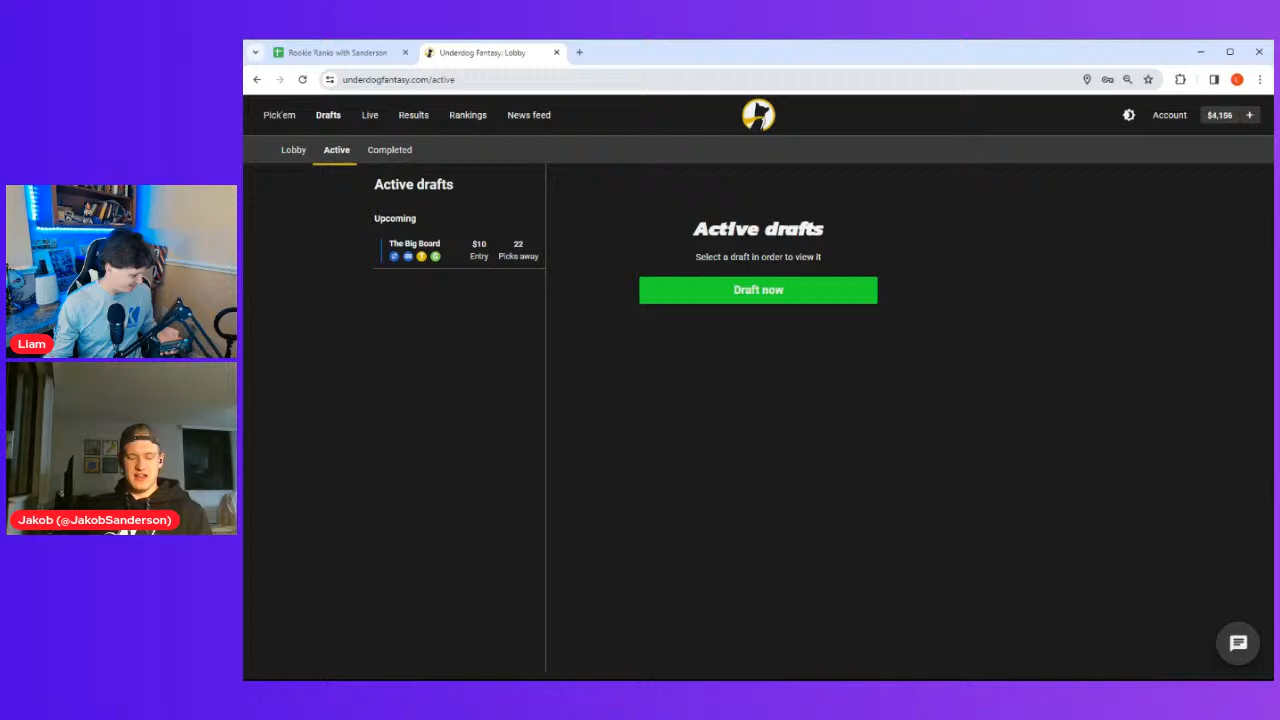 Rookie Ranks with Sanderson
Underdog Fantasy: Lobby
underdogfantasy.com/active
Pick'em Drafts Live Results Rankings News feed
Account $4,156 +
Lobby Active Completed
Active drafts
Upcoming
The Big Board $10 22
Entry Picks away
Active drafts
Select a draft in order to view it
Draft now
Liam
Jakob (@JakobSanderson)